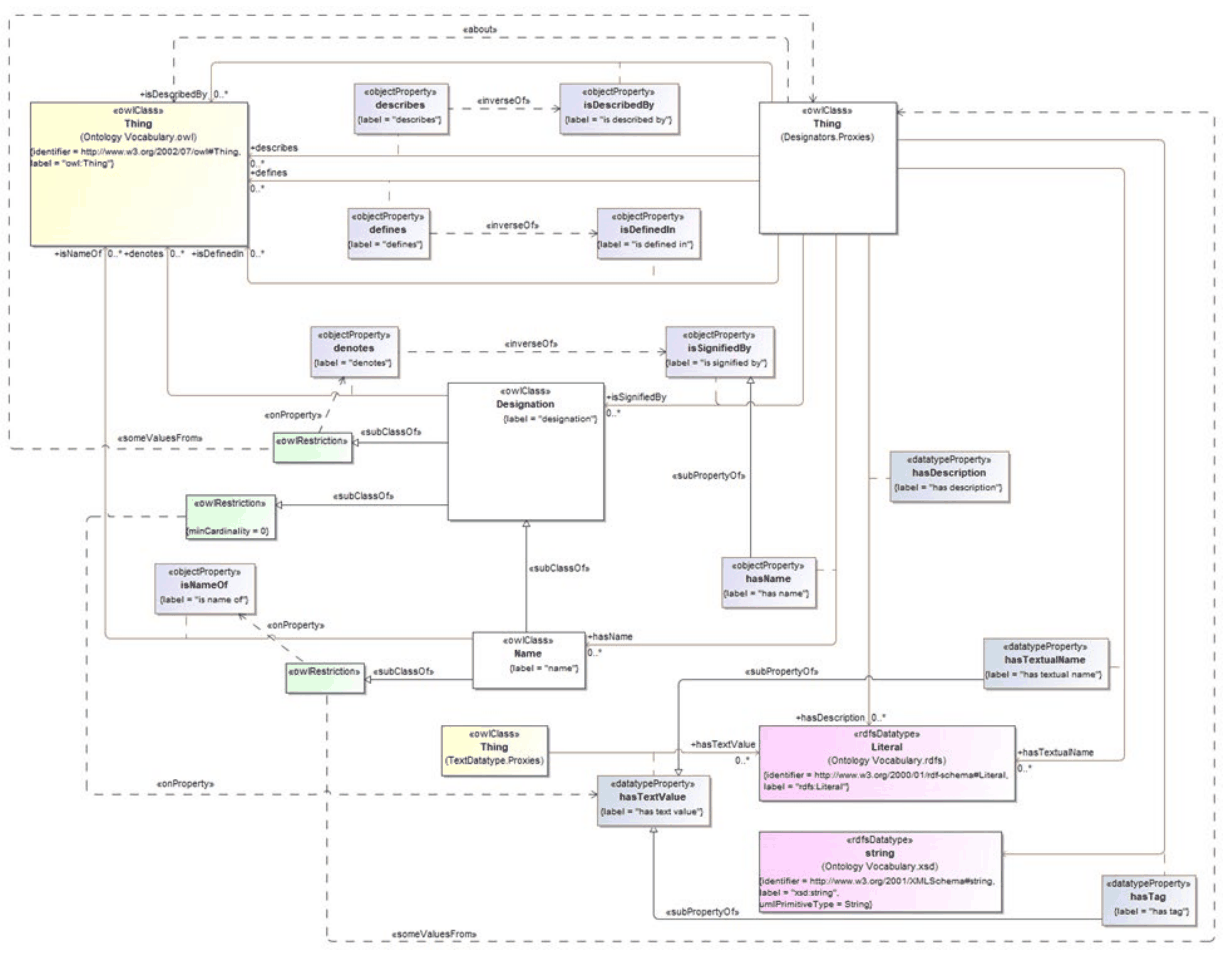 «about»
+isDescribedBy 0..*
«owlClass»
Thing
(Ontology Vocabulary.owl)
{identifier = http://www.w3.org/2002/07/owl#Thing,
label = "owl:Thing"}
«objectProperty»
describes
{label = "describes"}
«inverseOf»
«objectProperty»
isDescribedBy
{label = "is described by"}
«owlClass»
Thing
(Designators.Proxies)
+describes
0..*
+defines
0..*
«objectProperty»
defines
{label = "defines"}
«inverseOf»
«objectProperty»
isDefinedIn
{label = "is defined in"}
+isNameOf 0..* +denotes 0..* +isDefinedIn 0..*
«objectProperty»
denotes
{label = "denotes"}
«inverseOf»
«objectProperty»
isSignifiedBy
{label = "is signified by"}
«owlClass»
Designation
{label = "designation"}
+isSignifiedBy
0..*
«onProperty»
«someValuesFrom»
«owlRestriction»
«subClassOf»
«subPropertyOf»
«datatypeProperty»
hasDescription
{label = "has description"}
«owlRestriction»
{minCardinality = 0}
«subClassOf»
«objectProperty»
isNameOf
{label = "is name of"}
«subClassOf»
«objectProperty»
hasName
{label = "has name"}
«onProperty»
«owlClass»
Name
{label = "name"}
+hasName
0..*
«owlRestriction»
«subClassOf»
«datatypeProperty»
hasTextualName
{label = "has textual name"}
«subPropertyOf»
+hasDescription 0..*
«owlClass»
Thing
(TextDatatype.Proxies)
+hasTextValue
0..*
«rdfsDatatype»
Literal
(Ontology Vocabulary.rdfs)
{identifier = http://www.w3.org/2000/01/rdf-schema#Literal,
label = "rdfs:Literal"}
+hasTextualName
0..*
«onProperty»
«datatypeProperty»
hasTextValue
{label = "has text value"}
«rdfsDatatype»
string
(Ontology Vocabulary.xsd)
{identifier = http://www.w3.org/2001/XMLSchema#string,
label = "xsd:string",
umlPrimitiveType = String}
«datatypeProperty»
hasTag
{label = "has tag"}
«subPropertyOf»
«someValuesFrom»